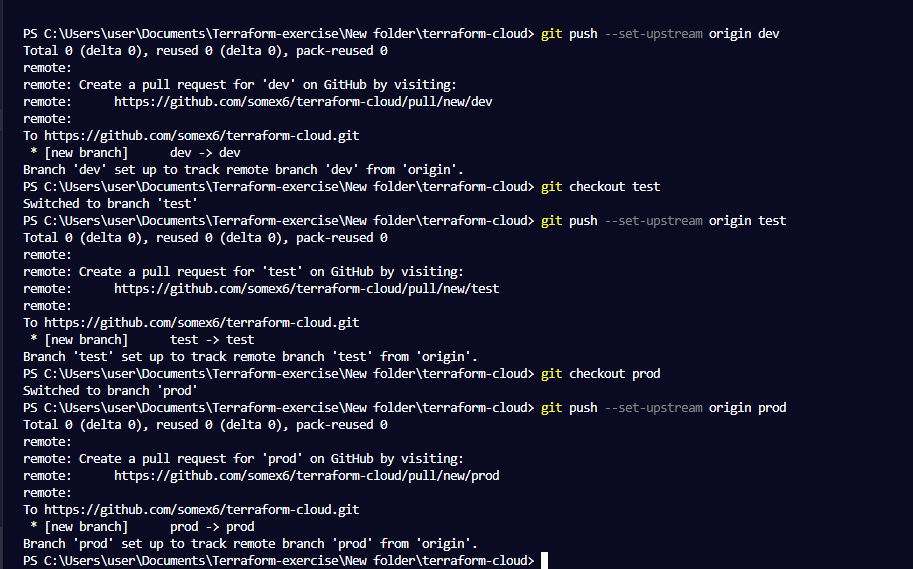 PS C:\Users\user\Documents\Terraform-exercise\New folder\terraform-cloud> git push --set-upstream origin dev
Total 0 (delta 0), reused 0 (delta 0), pack-reused 0
remote:
remote: Create a pull request for 'dev' on GitHub by visiting:
remote:      https://github.com/somex6/terraform-cloud/pull/new/dev
remote:
To https://github.com/somex6/terraform-cloud.git
 * [new branch]      dev -> dev
Branch 'dev' set up to track remote branch 'dev' from 'origin'.
PS C:\Users\user\Documents\Terraform-exercise\New folder\terraform-cloud> git checkout test
Switched to branch 'test'
PS C:\Users\user\Documents\Terraform-exercise\New folder\terraform-cloud> git push --set-upstream origin test
Total 0 (delta 0), reused 0 (delta 0), pack-reused 0
remote:
remote: Create a pull request for 'test' on GitHub by visiting:
remote:      https://github.com/somex6/terraform-cloud/pull/new/test
remote:
To https://github.com/somex6/terraform-cloud.git
 * [new branch]      test -> test
Branch 'test' set up to track remote branch 'test' from 'origin'.
PS C:\Users\user\Documents\Terraform-exercise\New folder\terraform-cloud> git checkout prod
Switched to branch 'prod'
PS C:\Users\user\Documents\Terraform-exercise\New folder\terraform-cloud> git push --set-upstream origin prod
Total 0 (delta 0), reused 0 (delta 0), pack-reused 0
remote:
remote: Create a pull request for 'prod' on GitHub by visiting:
remote:      https://github.com/somex6/terraform-cloud/pull/new/prod
remote:
To https://github.com/somex6/terraform-cloud.git
 * [new branch]      prod -> prod
Branch 'prod' set up to track remote branch 'prod' from 'origin'.
PS C:\Users\user\Documents\Terraform-exercise\New folder\terraform-cloud>